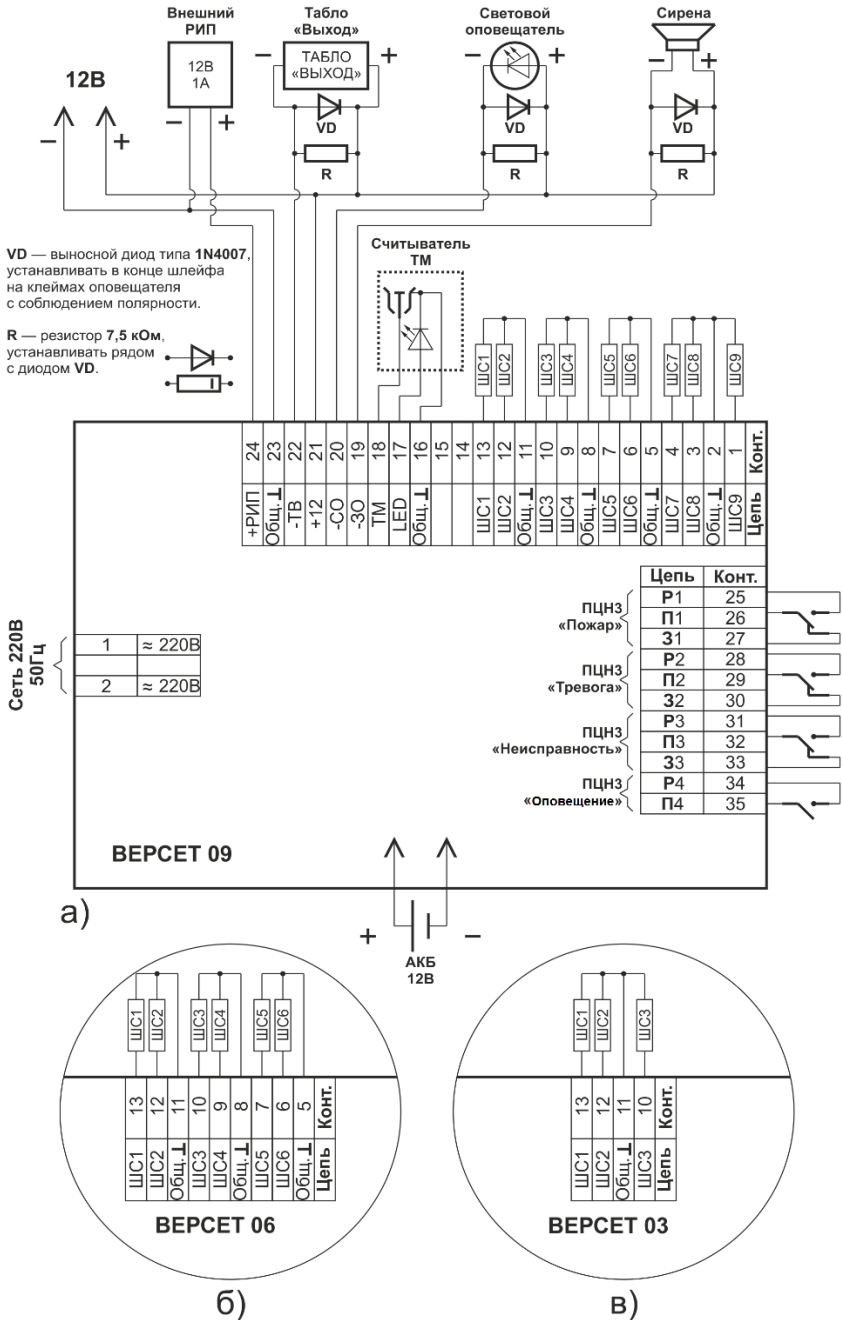 Внешний
РИП
Табло
«Выход»
Световой
оповещатель
Сирена
12В
12В
1А
ТАБЛО
«ВЫХОД»
− +
− +
− +
− +
− +
VD
VD
VD
R
R
R
VD — выносной диод типа 1N4007,
устанавливать в конце шлейфа
на клеймах оповещателя
с соблюдением полярности.
R — резистор 7,5 кОм,
устанавливать рядом
с диодом VD.
Считыватель
ТМ
ШС1 ШС2 ШС3 ШС4 ШС5 ШС6 ШС7 ШС8 ШС9
24 23 22 21 20 19 18 17 16 15 14 13 12 11 10 9 8 7 6 5 4 3 2 1 Конт.
+РИП Общ.⊥ -ТВ +12 -СО -ЗО ТМ LED Общ.⊥ ШС1 ШС2 Общ.⊥ ШС3 ШС4 Общ.⊥ ШС5 ШС6 Общ.⊥ ШС7 ШС8 Общ.⊥ ШС9 Цепь
Сеть 220В
50Гц
1 ≈ 220В
2 ≈ 220В
Цепь Конт.
Р1 25
П1 26
З1 27
Р2 28
П2 29
З2 30
Р3 31
П3 32
З3 33
Р4 34
П4 35
ПЦН3
«Пожар»
ПЦН3
«Тревога»
ПЦН3
«Неисправность»
ПЦН3
«Оповещение»
ВЕРСЕТ 09
а)
+ −
АКБ
12В
ШС1 ШС2 ШС3 ШС4 ШС5 ШС6
13 12 11 10 9 8 7 6 5 Конт.
ШС1 ШС2 Общ.⊥ ШС3 ШС4 Общ.⊥ ШС5 ШС6 Общ.⊥ Цепь
ВЕРСЕТ 06
б)
ШС1 ШС2 ШС3
13 12 11 10 Конт.
ШС1 ШС2 Общ.⊥ ШС3 Цепь
ВЕРСЕТ 03
в)